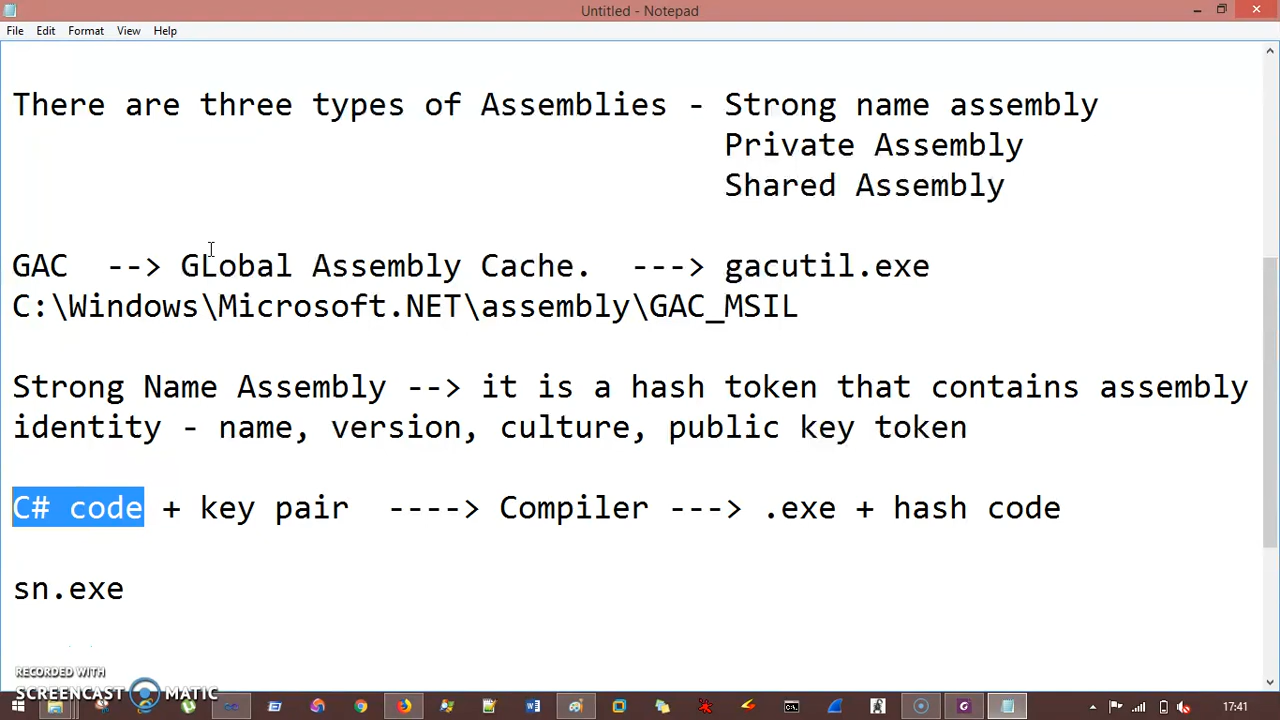 Untitled - Notepad
File Edit Format View Help
There are three types of Assemblies - Strong name assembly
Private Assembly
Shared Assembly
GAC --> GLobal Assembly Cache. ---> gacutil.exe
C:\Windows\Microsoft.NET\assembly\GAC_MSIL
Strong Name Assembly --> it is a hash token that contains assembly
identity - name, version, culture, public key token
C# code + key pair ----> Compiler ---> .exe + hash code
sn.exe
RECORDED WITH
SCREENCAST MATIC
17:41